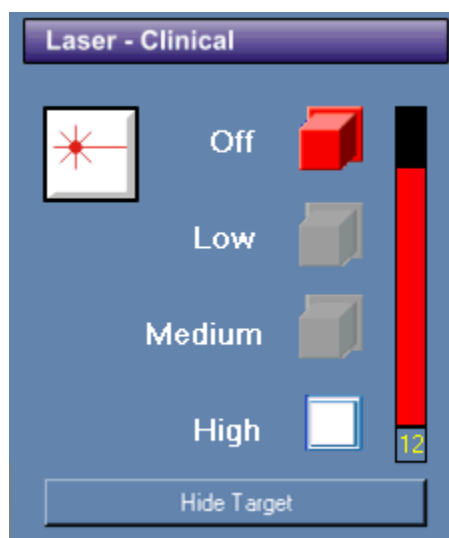 Laser - Clinical
Off
Low
Medium
High
12
Hide Target